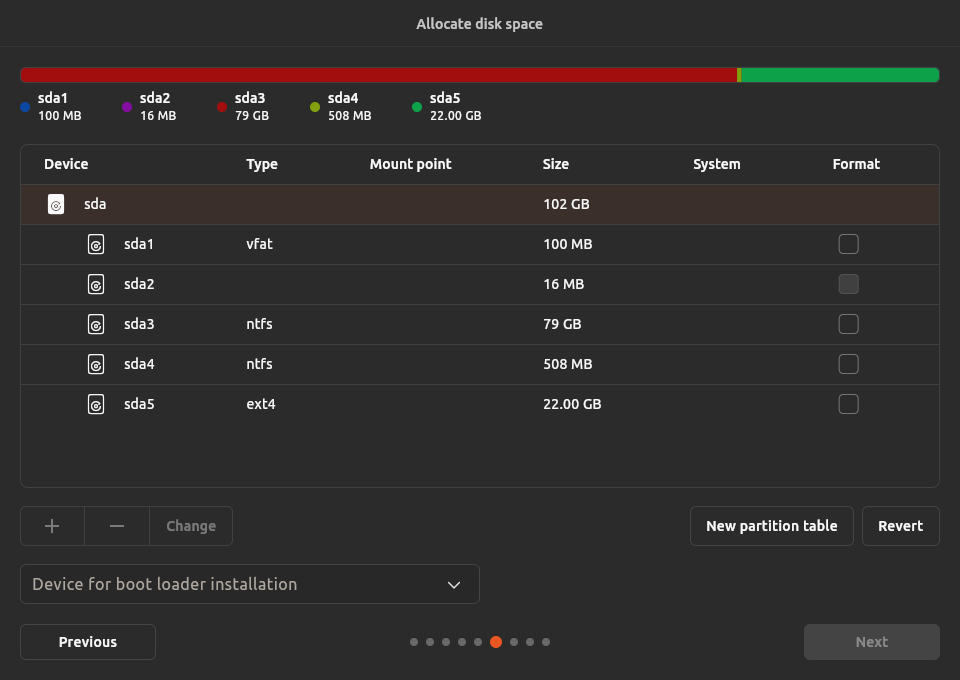 Allocate disk space
sda1 sda2 sda3 sda4 sda5
100 MB 16 MB 79 GB 508 MB 22.00 GB
Device Type Mount point Size System Format
sda 102 GB
sda1 vfat 100 MB
sda2 16 MB
sda3 ntfs 79 GB
sda4 ntfs 508 MB
sda5 ext4 22.00 GB
+ − Change New partition table Revert
Device for boot loader installation
Previous Next